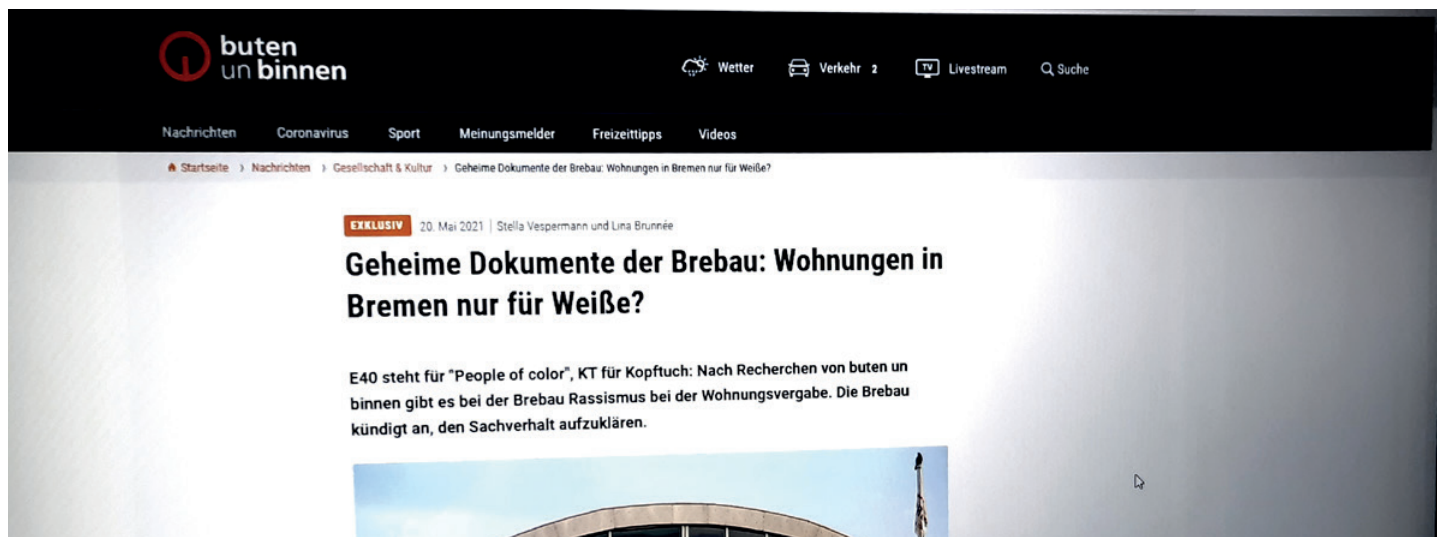 buten
un binnen
Wetter Verkehr 2 TV Livestream Suche
Nachrichten Coronavirus Sport Meinungsmelder Freizeittipps Videos
Startseite > Nachrichten > Gesellschaft & Kultur > Geheime Dokumente der Brebau: Wohnungen in Bremen nur für Weiße?
EXKLUSIV 20. Mai 2021 | Stella Vespermann und Lina Brunnée
Geheime Dokumente der Brebau: Wohnungen in
Bremen nur für Weiße?
E40 steht für "People of color", KT für Kopftuch: Nach Recherchen von buten un
binnen gibt es bei der Brebau Rassismus bei der Wohnungsvergabe. Die Brebau
kündigt an, den Sachverhalt aufzuklären.